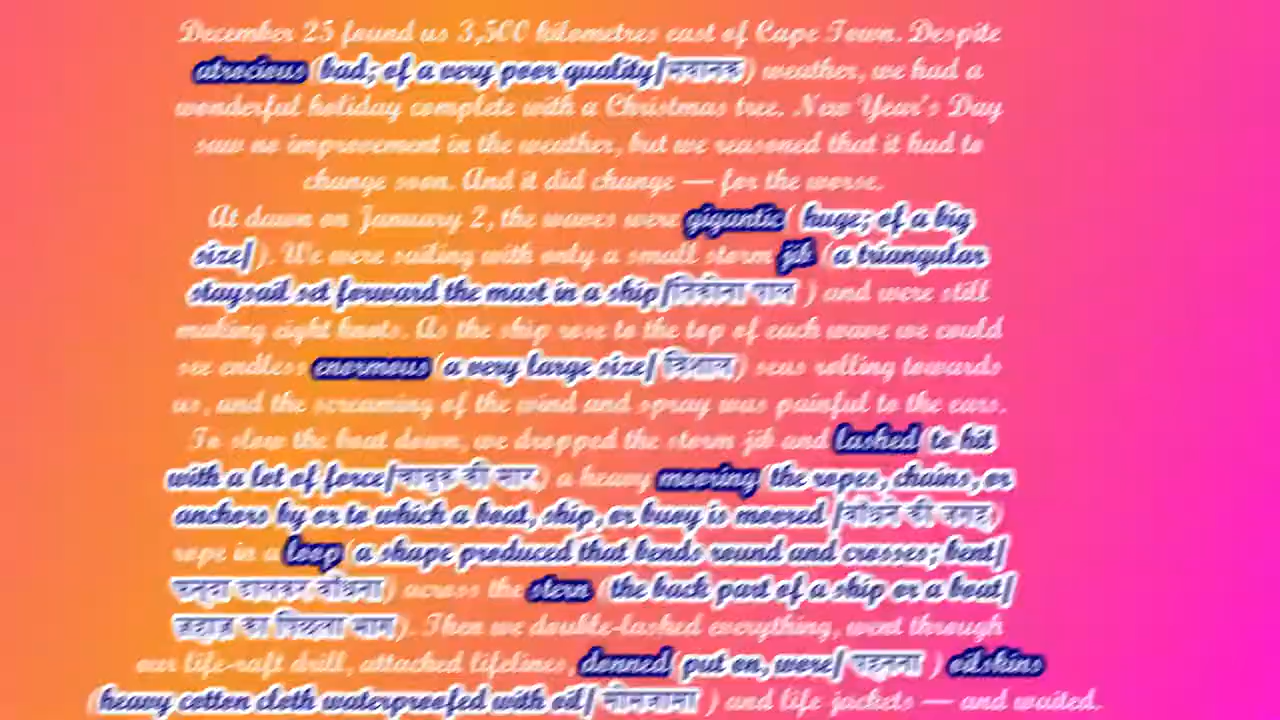 December 25 found us 3,500 kilometres east of Cape Town. Despite
atrocious (bad; of a very poor quality/भयानक) weather, we had a
wonderful holiday complete with a Christmas tree. New Year's Day
saw no improvement in the weather, but we reasoned that it had to
change soon. And it did change — for the worse.
At dawn on January 2, the waves were gigantic( huge; of a big
size/). We were sailing with only a small storm jib (a triangular
staysail set forward the mast in a ship/तिकोना पाल ) and were still
making eight knots. As the ship rose to the top of each wave we could
see endless enormous (a very large size/ विशाल) seas rolling towards
us, and the screaming of the wind and spray was painful to the ears.
To slow the boat down, we dropped the storm jib and lashed (to hit
with a lot of force/चाबुक की मार) a heavy mooring (the ropes, chains, or
anchors by or to which a boat, ship, or buoy is moored /बाँधने की जगह)
rope in a loop (a shape produced that bends round and crosses; bent/
डालकर बाँधना) across the stern (the back part of a ship or a boat/
जहाज़ का पिछला भाग). Then we double-lashed everything, went through
our life-raft drill, attached lifelines, donned (put on, were/ पहनना ) oilskins
(heavy cotton cloth waterproofed with oil/ मोमजामा ) and life jackets — and waited.